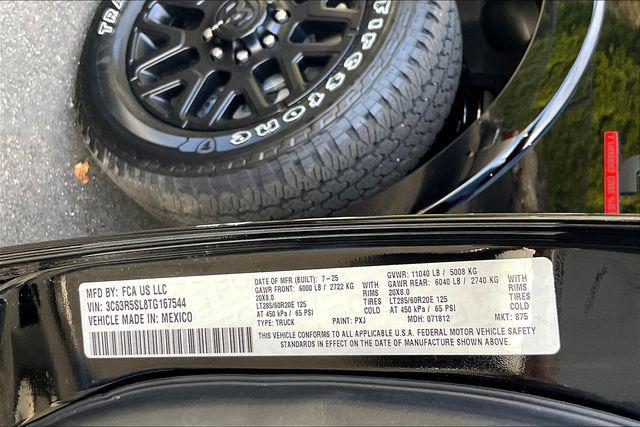 TRA
Firestone
TURBO DIESEL
MFD BY: FCA US LLC
VIN: 3C63R5SL8TG167544
VEHICLE MADE IN: MEXICO
DATE OF MFR (BUILT): 7-25
GAWR FRONT: 6000 LB / 2722 KG WITH
20X8.0 RIMS
LT285/60R20E 125 TIRES
AT 450 kPa / 65 PSI COLD
TYPE: TRUCK PAINT: PXJ
GVWR: 11040 LB / 5008 KG
GAWR REAR: 6040 LB / 2740 KG WITH
20X8.0 RIMS
LT285/60R20E 125 TIRES
AT 450 kPa / 65 PSI COLD
MDH: 071812 MKT: 875
THIS VEHICLE CONFORMS TO ALL APPLICABLE U.S.A. FEDERAL MOTOR VEHICLE SAFETY
STANDARDS IN EFFECT ON THE DATE OF MANUFACTURE SHOWN ABOVE.